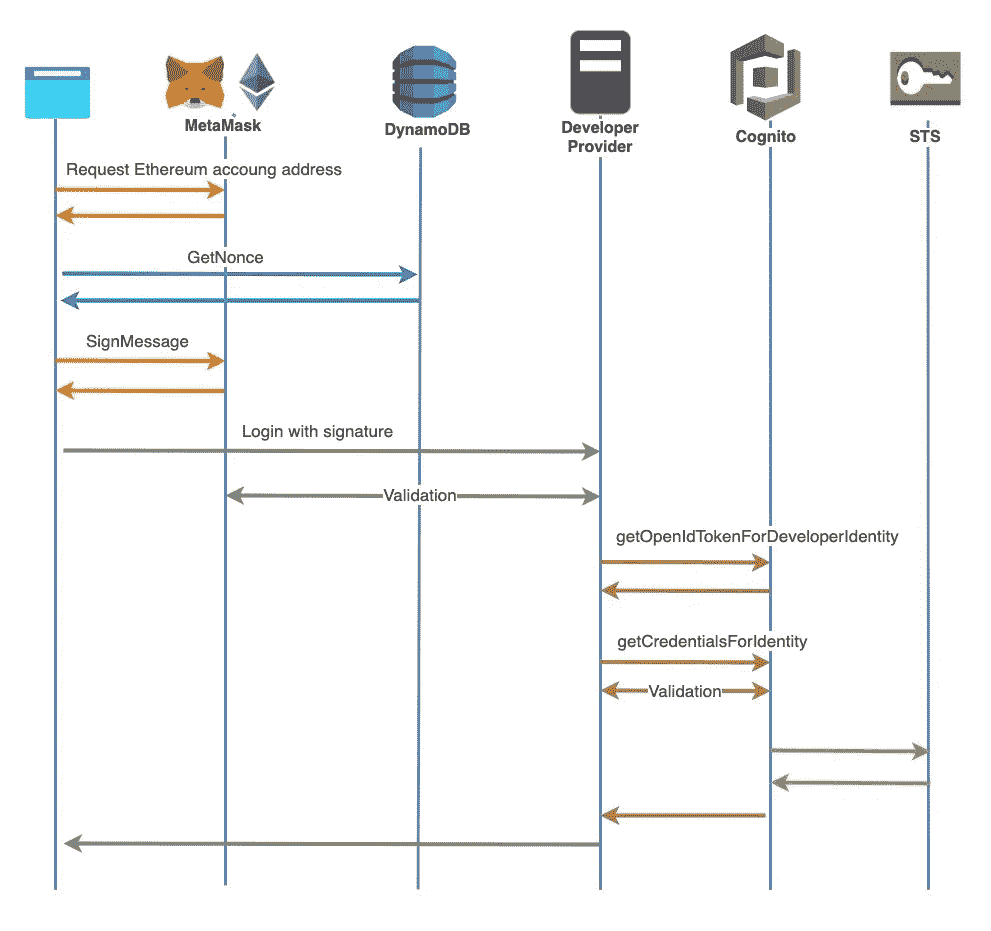 MetaMask
DynamoDB
Developer
Provider
Cognito
STS
Request Ethereum accoung address
GetNonce
SignMessage
Login with signature
Validation
getOpenIdTokenForDeveloperIdentity
getCredentialsForIdentity
Validation